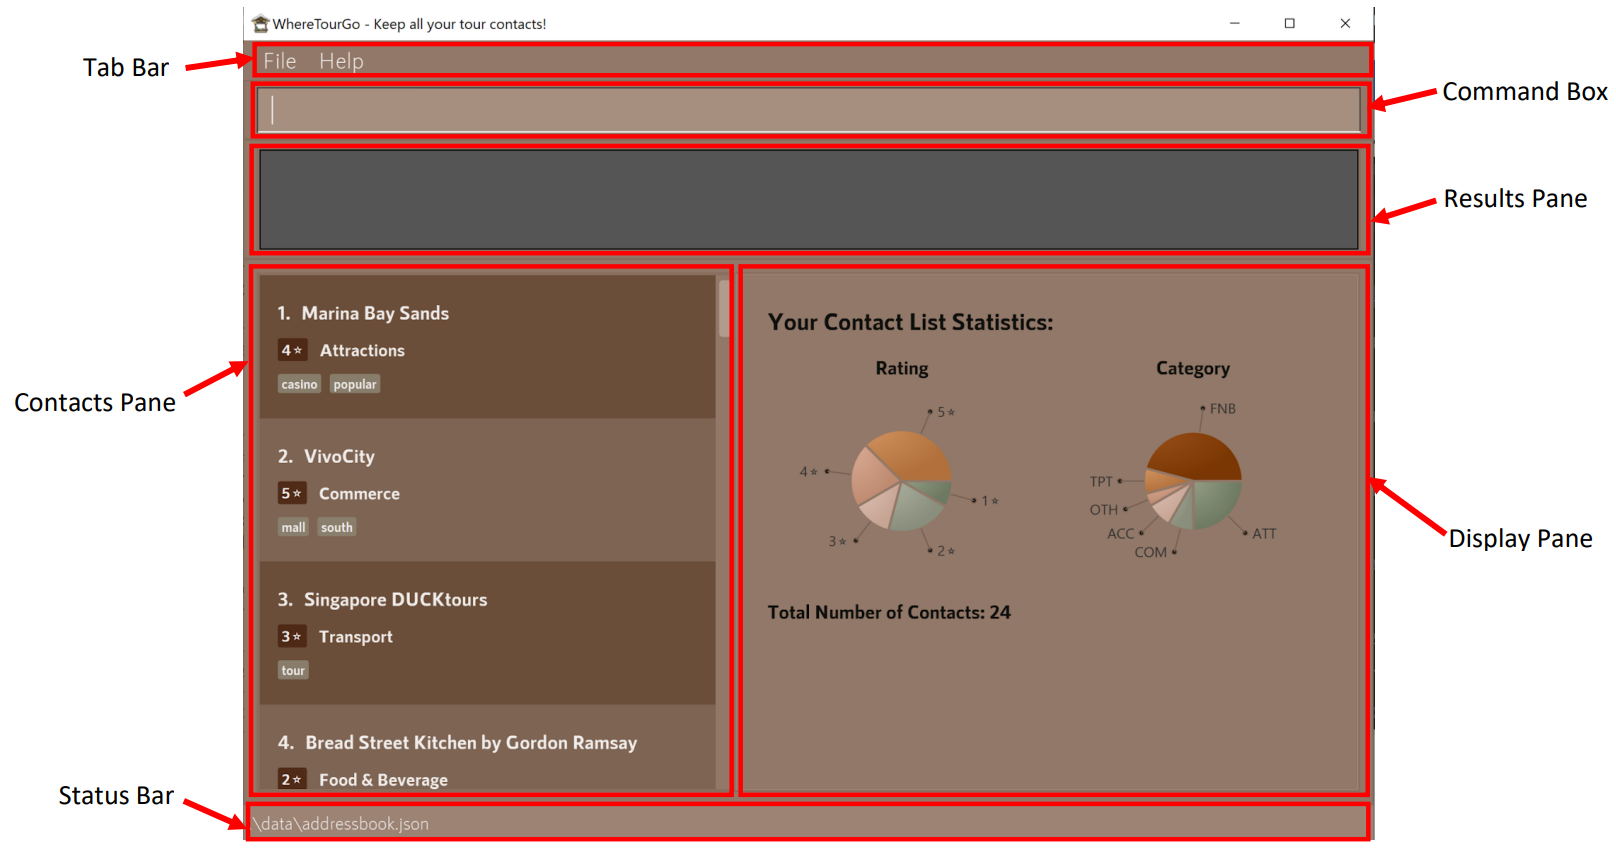 WhereTourGo - Keep all your tour contacts!
Tab Bar
File Help
Command Box
Results Pane
Contacts Pane
1. Marina Bay Sands
4☆ Attractions
casino popular
2. VivoCity
5☆ Commerce
mall south
3. Singapore DUCKtours
3☆ Transport
tour
4. Bread Street Kitchen by Gordon Ramsay
2☆ Food & Beverage
Display Pane
Your Contact List Statistics:
Rating
5☆
4☆
1☆
3☆
2☆
Category
FNB
TPT
OTH
ACC
COM
ATT
Total Number of Contacts: 24
Status Bar
\data\addressbook.json